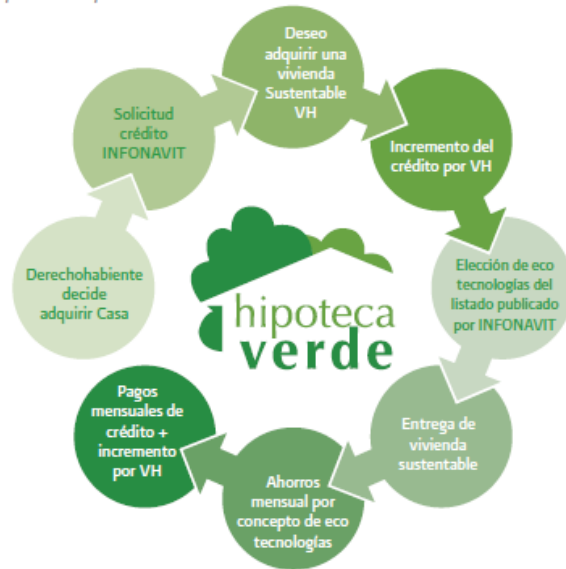 Derechohabiente
decide
adquirir Casa
Solicitud
crédito
INFONAVIT
Deseo
adquirir una
vivienda
Sustentable
VH
Incremento del
crédito por VH
Elección de eco
tecnologías del
listado publicado
por INFONAVIT
Entrega de
vivienda
sustentable
Ahorros
mensual por
concepto de eco
tecnologías
Pagos
mensuales de
crédito +
incremento
por VH
hipoteca
verde